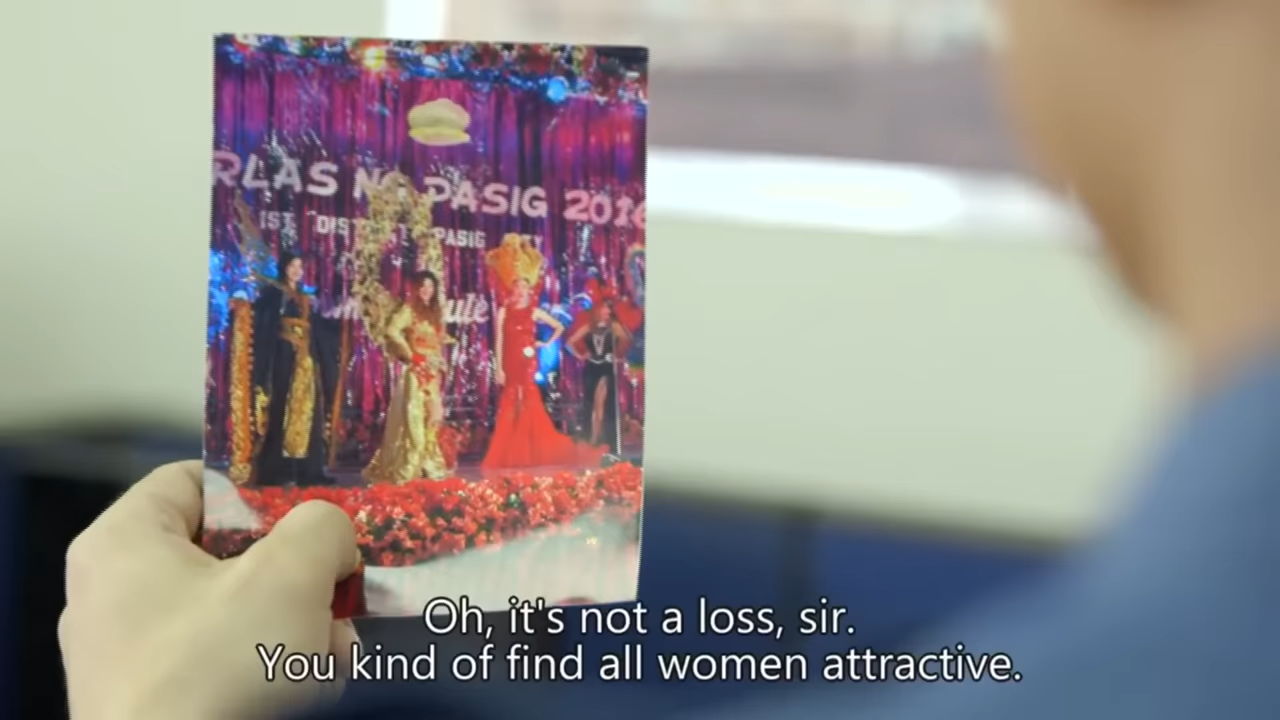 RLAS NG PASIG 2016
1ST DISTRICT PASIG CITY
Oh, it's not a loss, sir.
You kind of find all women attractive.